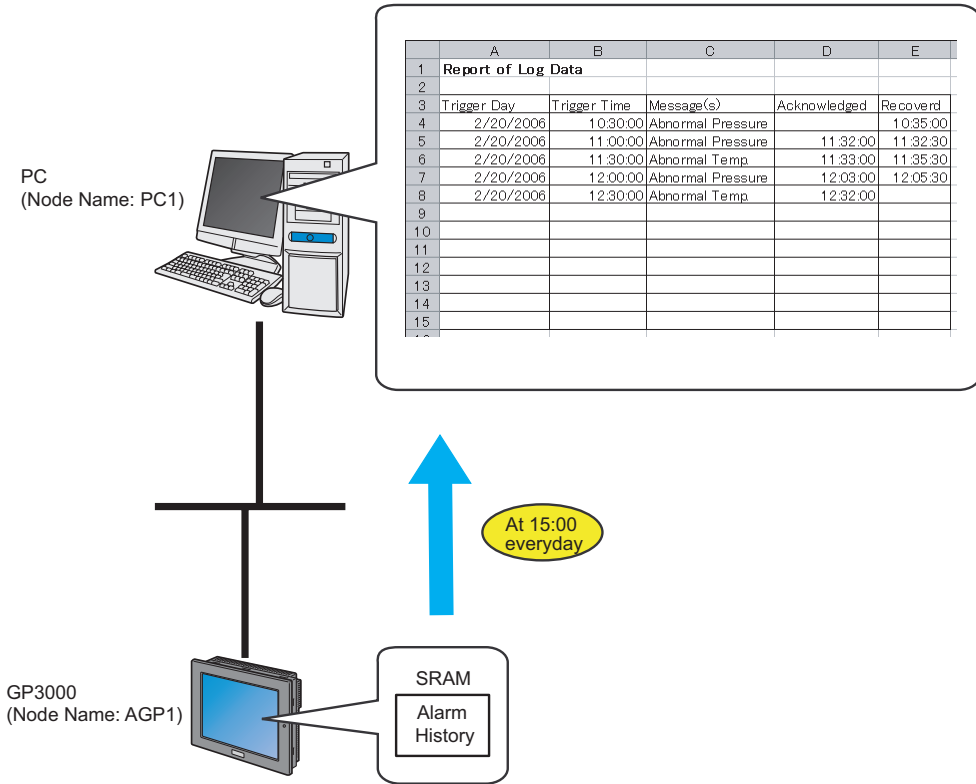 A B C D E
1 Report of Log Data
2
3 Trigger Day Trigger Time Message(s) Acknowledged Recoverd
4 2/20/2006 10:30:00 Abnormal Pressure 10:35:00
5 2/20/2006 11:00:00 Abnormal Pressure 11:32:00 11:32:30
6 2/20/2006 11:30:00 Abnormal Temp. 11:33:00 11:35:30
7 2/20/2006 12:00:00 Abnormal Pressure 12:03:00 12:05:30
8 2/20/2006 12:30:00 Abnormal Temp. 12:32:00
9
10
11
12
13
14
15
PC
(Node Name: PC1)
At 15:00
everyday
GP3000
(Node Name: AGP1)
SRAM
Alarm
History